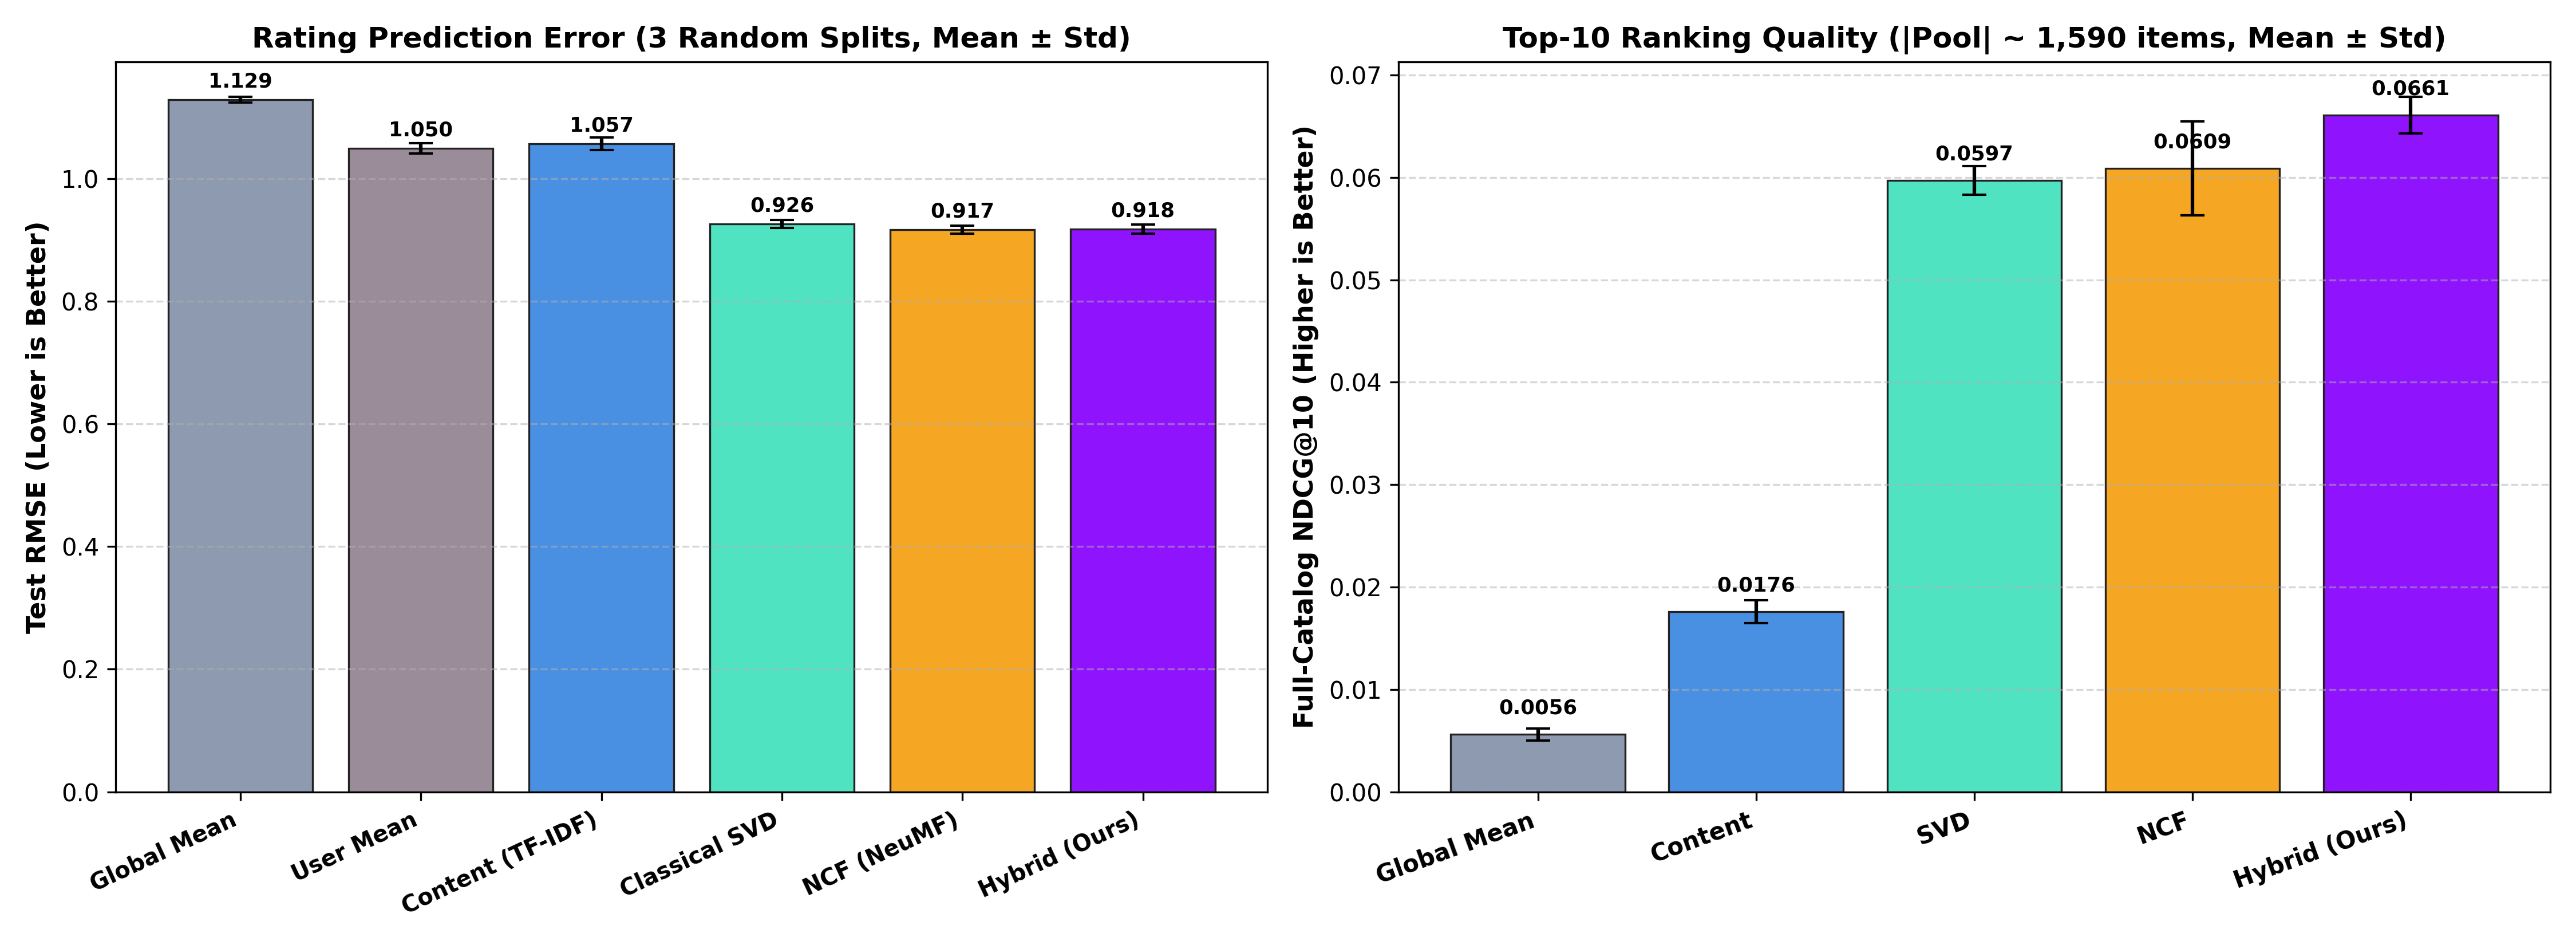 Rating Prediction Error (3 Random Splits, Mean ± Std)
Test RMSE (Lower is Better)
1.0
0.8
0.6
0.4
0.2
0.0
1.129
1.050
1.057
0.926
0.917
0.918
Global Mean
User Mean
Content (TF-IDF)
Classical SVD
NCF (NeuMF)
Hybrid (Ours)
Top-10 Ranking Quality (|Pool| ~ 1,590 items, Mean ± Std)
Full-Catalog NDCG@10 (Higher is Better)
0.07
0.06
0.05
0.04
0.03
0.02
0.01
0.00
0.0056
0.0176
0.0597
0.0609
0.0661
Global Mean
Content
SVD
NCF
Hybrid (Ours)